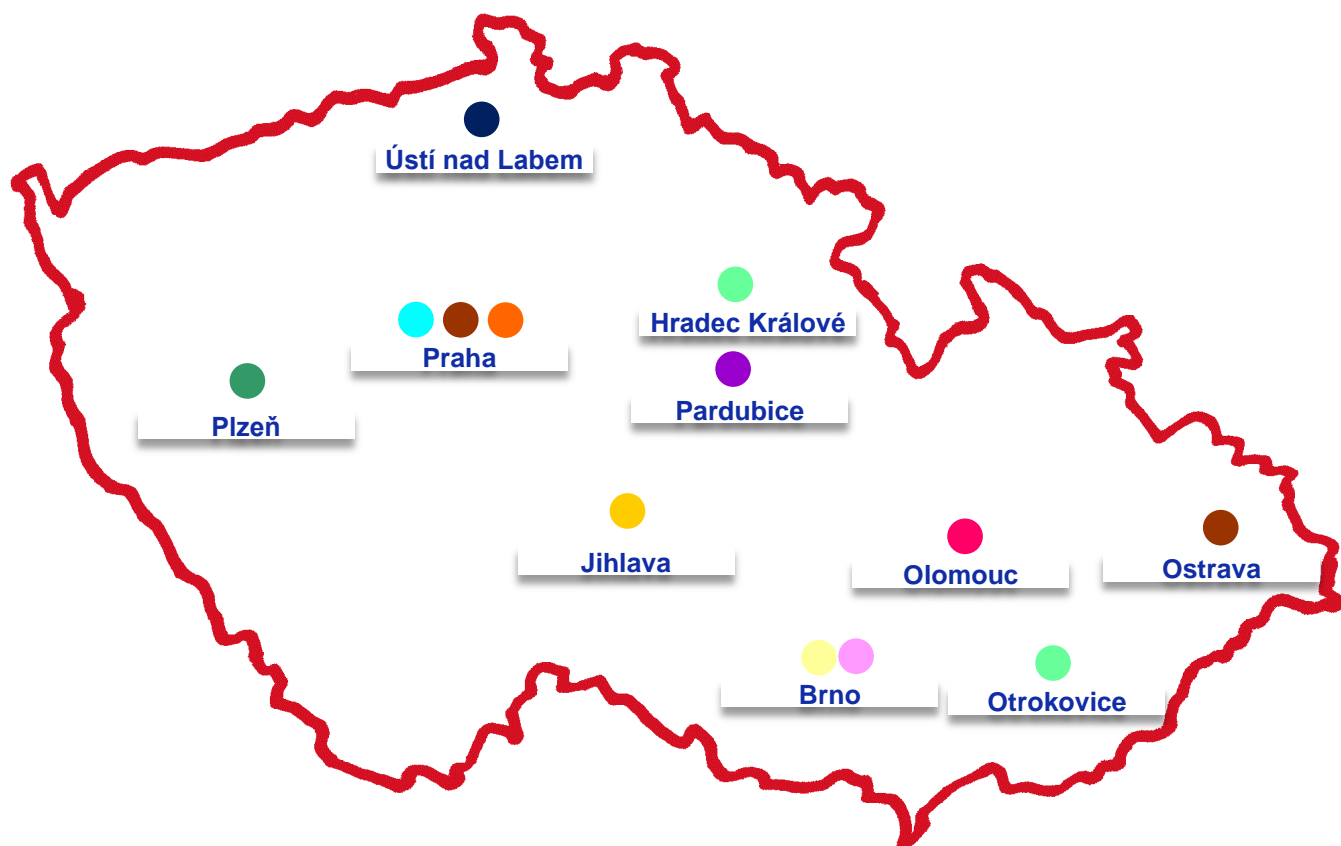 Ústí nad Labem
Hradec Králové
Praha
Pardubice
Plzeň
Jihlava
Olomouc
Ostrava
Brno
Otrokovice